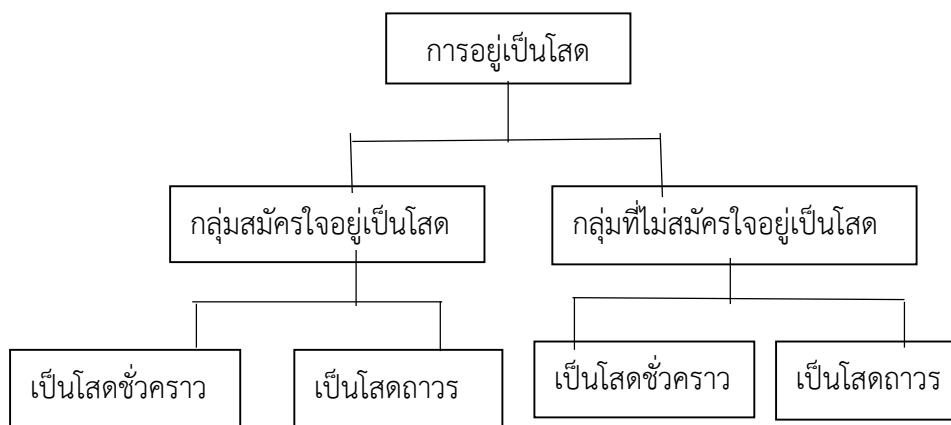 การอยู่เป็นโสด
กลุ่มสมัครใจอยู่เป็นโสด
กลุ่มที่ไม่สมัครใจอยู่เป็นโสด
เป็นโสดชั่วคราว
เป็นโสดถาวร
เป็นโสดชั่วคราว
เป็นโสดถาวร